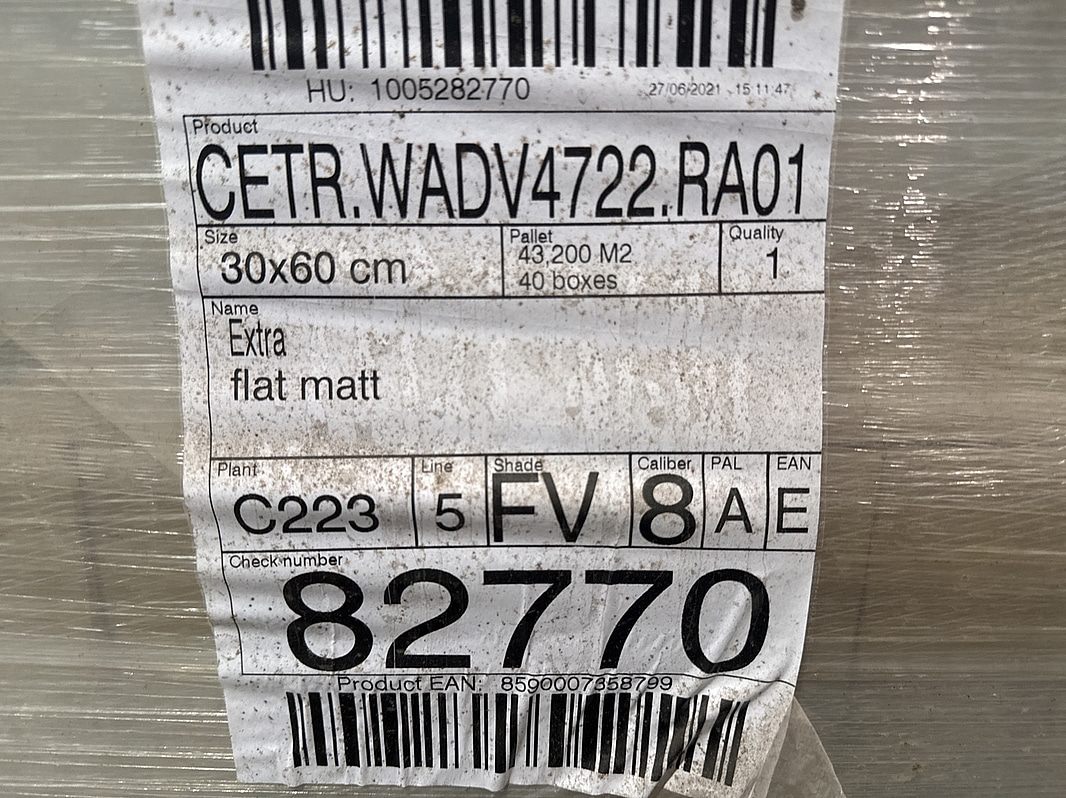 HU: 1005282770 27/06/2021 15:11:47
Product
CETR.WADV4722.RA01
Size Pallet Quality
30x60 cm 43,200 M2 1
40 boxes
Name
Extra
flat matt
Plant Line Shade Caliber PAL EAN
C223 5 FV 8 A E
Check number
82770
Product EAN: 8590007358799